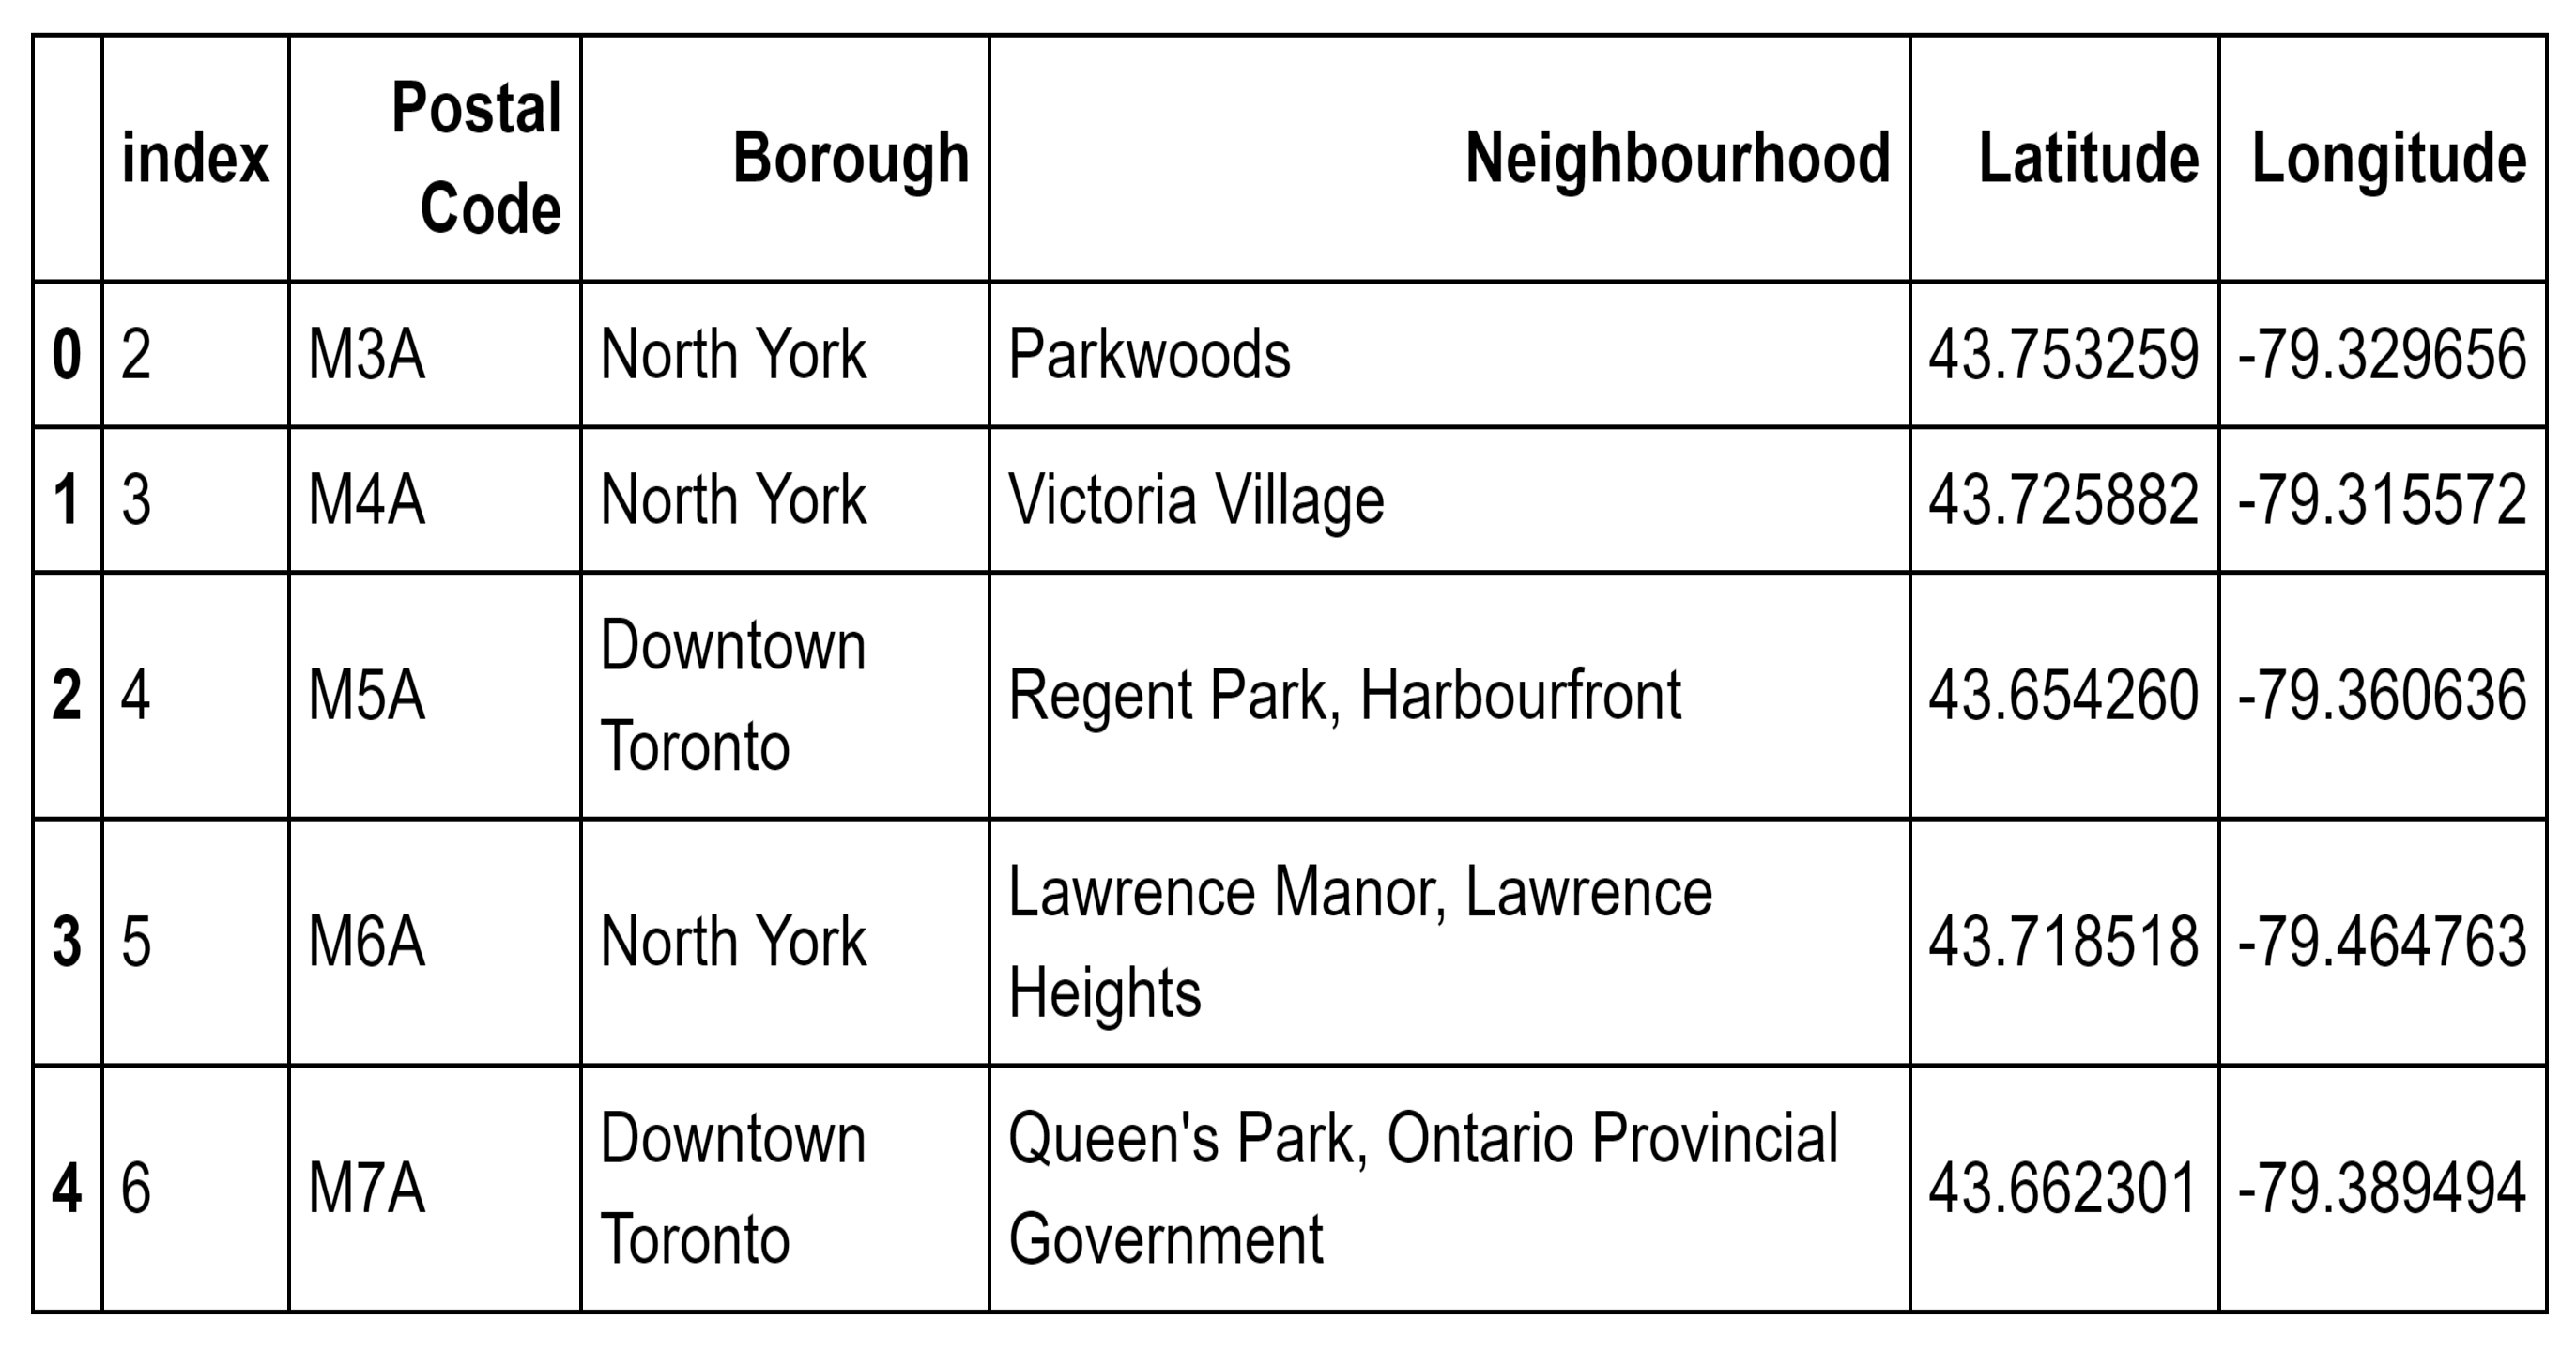 index Postal Code Borough Neighbourhood Latitude Longitude
0 2 M3A North York Parkwoods 43.753259 -79.329656
1 3 M4A North York Victoria Village 43.725882 -79.315572
2 4 M5A Downtown Toronto Regent Park, Harbourfront 43.654260 -79.360636
3 5 M6A North York Lawrence Manor, Lawrence Heights 43.718518 -79.464763
4 6 M7A Downtown Toronto Queen's Park, Ontario Provincial Government 43.662301 -79.389494